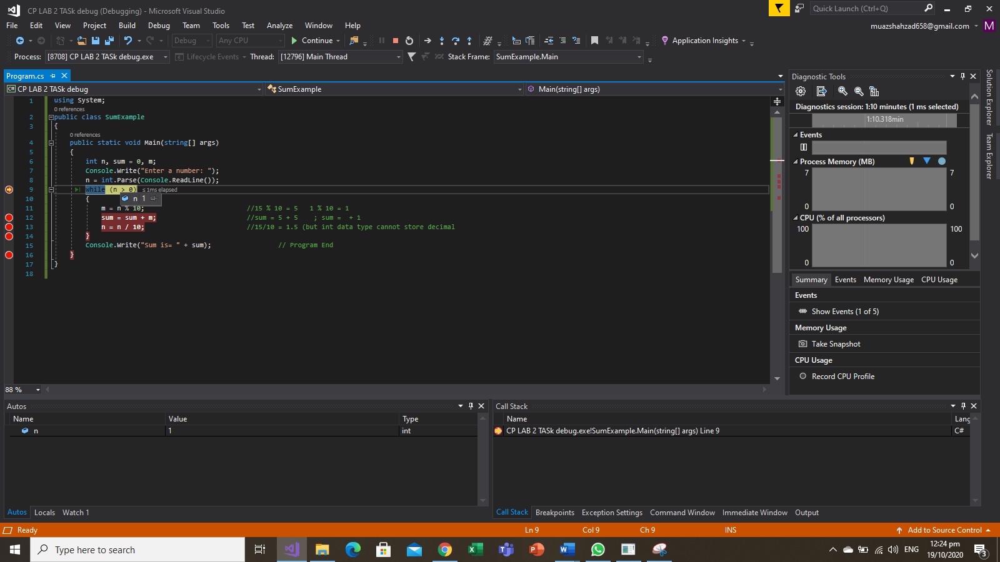 CP LAB 2 TASk debug (Debugging) - Microsoft Visual Studio
Quick Launch (Ctrl+Q)
File Edit View Project Build Debug Team Tools Test Analyze Window Help
muazshahzad658@gmail.com M
Debug Any CPU Continue Application Insights
Process: [8708] CP LAB 2 TASk debug.exe Lifecycle Events Thread: [12796] Main Thread Stack Frame: SumExample.Main
Program.cs
C# CP LAB 2 TASk debug SumExample Main(string[] args)
1 using System;
0 references
2 public class SumExample
3 {
0 references
4 public static void Main(string[] args)
5 {
6 int n, sum = 0, m;
7 Console.Write("Enter a number: ");
8 n = int.Parse(Console.ReadLine());
9 while (n > 0) ≤ 1ms elapsed
n 1
10 {
11 m = n % 10; //15 % 10 = 5 1 % 10 = 1
12 sum = sum + m; //sum = 5 + 5 ; sum = + 1
13 n = n / 10; //15/10 = 1.5 (but int data type cannot store decimal
14 }
15 Console.Write("Sum is= " + sum); // Program End
16 }
17 }
18
88 %
Diagnostic Tools
Diagnostics session: 1:10 minutes (1 ms selected)
1:10.318min
Events
Process Memory (MB)
7 7
0 0
CPU (% of all processors)
100 100
0 0
Summary Events Memory Usage CPU Usage
Events
Show Events (1 of 5)
Memory Usage
Take Snapshot
CPU Usage
Record CPU Profile
Solution Explorer
Team Explorer
Autos
Name Value Type
n 1 int
Autos Locals Watch 1
Call Stack
Name Lang
CP LAB 2 TASk debug.exe!SumExample.Main(string[] args) Line 9 C#
Call Stack Breakpoints Exception Settings Command Window Immediate Window Output
Ready Ln 9 Col 9 Ch 9 INS Add to Source Control
Type here to search
ENG
12:24 pm
19/10/2020
3